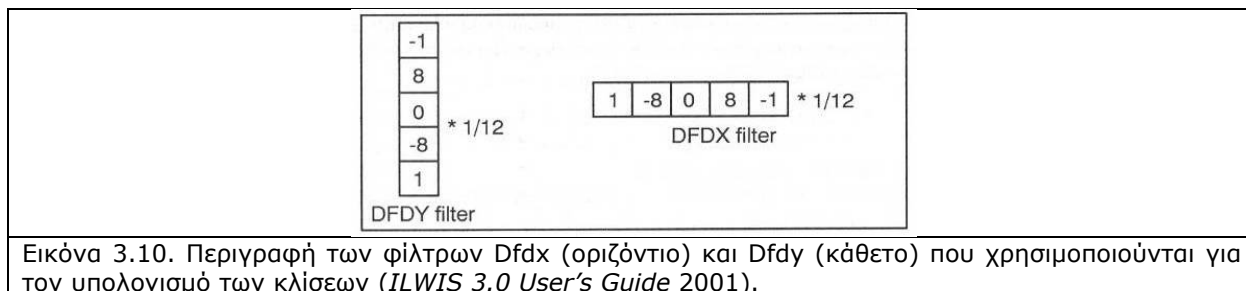 -1
8
0
-8
1
* 1/12
DFDY filter
1 -8 0 8 -1 * 1/12
DFDX filter
Εικόνα 3.10. Περιγραφή των φίλτρων Dfdx (οριζόντιο) και Dfdy (κάθετο) που χρησιμοποιούνται για
τον υπολογισμό των κλίσεων (ILWIS 3.0 User's Guide 2001).